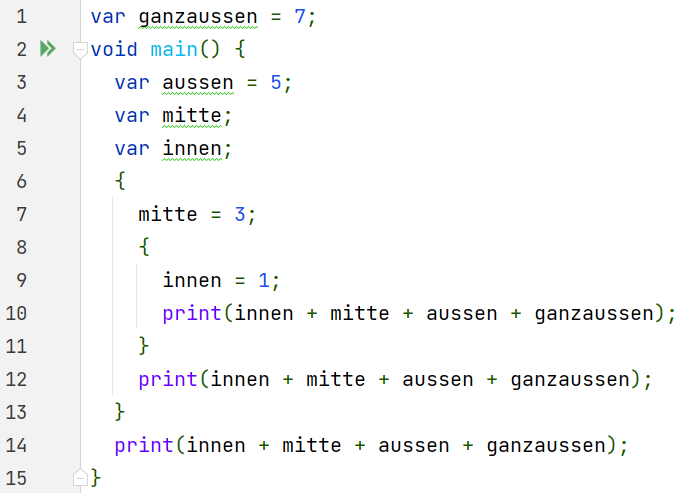 1 var ganzaussen = 7;
2 void main() {
3 var aussen = 5;
4 var mitte;
5 var innen;
6 {
7 mitte = 3;
8 {
9 innen = 1;
10 print(innen + mitte + aussen + ganzaussen);
11 }
12 print(innen + mitte + aussen + ganzaussen);
13 }
14 print(innen + mitte + aussen + ganzaussen);
15 }